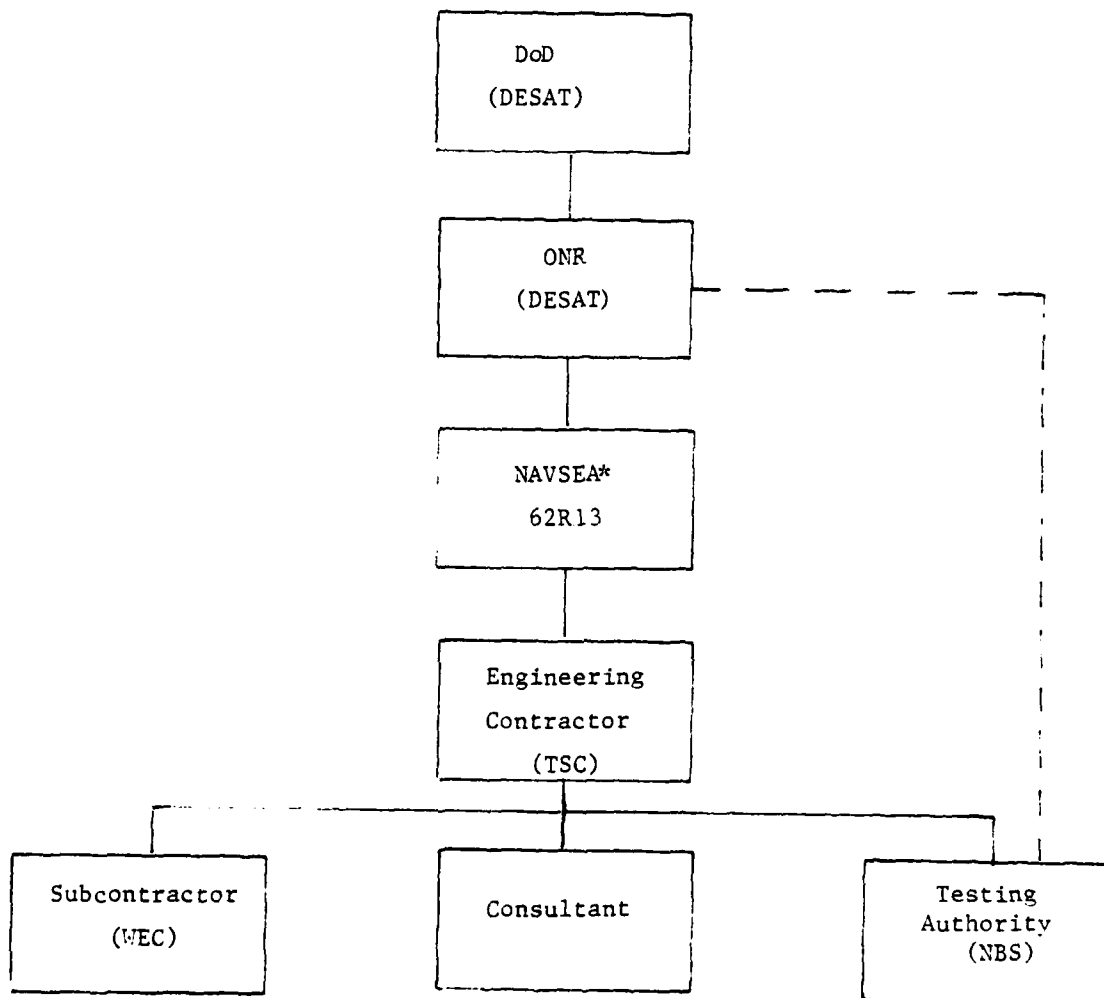 DoD
(DESAT)
ONR
(DESAT)
NAVSEA*
62R13
Engineering
Contractor
(TSC)
Subcontractor
(WEC)
Consultant
Testing
Authority
(NBS)